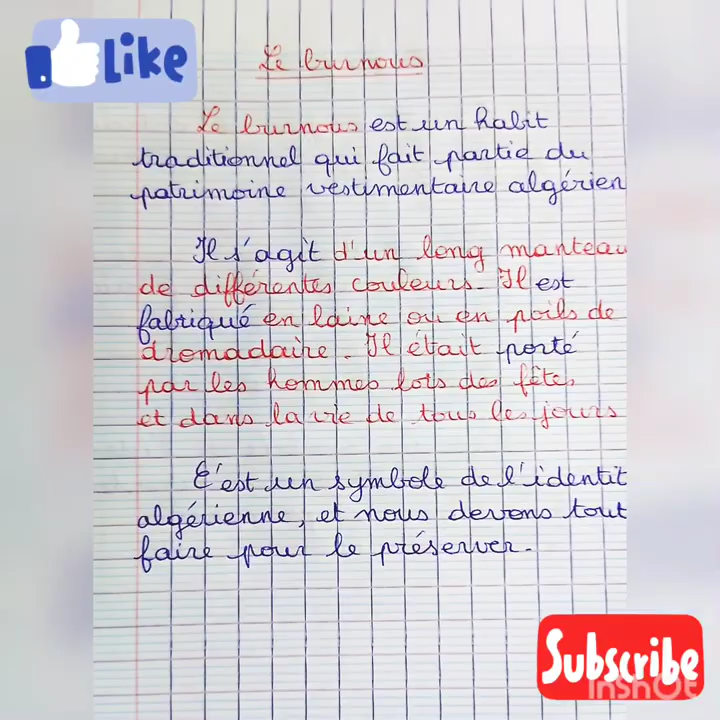 Like
Le burnous
Le burnous est un habit
traditionnel qui fait partie du
patrimoine vestimentaire algérien
Il s'agit d'un long manteau
de différentes couleurs. Il est
fabriqué en laine ou en poils de
dromadaire. Il était porté
par les hommes lors des fêtes
et dans la vie de tous les jours
C'est un symbole de l'identit
algérienne, et nous devons tout
faire pour le préserver.
Subscribe
InShOt